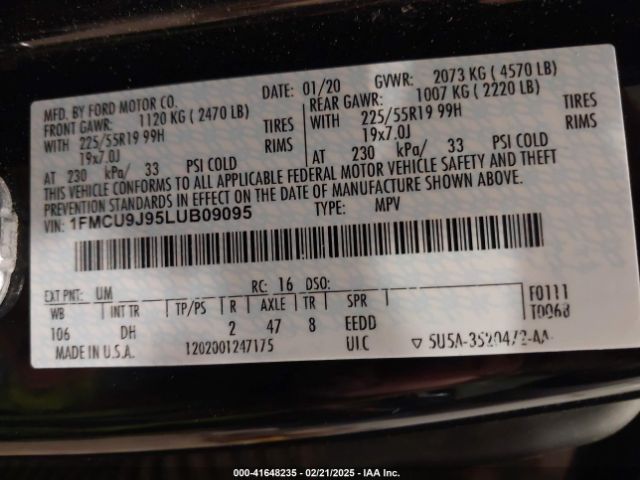 MFD. BY FORD MOTOR CO.
DATE: 01/20 GVWR: 2073 KG ( 4570 LB)
FRONT GAWR: 1120 KG ( 2470 LB)
REAR GAWR: 1007 KG ( 2220 LB)
WITH 225/55R19 99H TIRES
WITH 225/55R19 99H TIRES
19x7.0J RIMS
19x7.0J RIMS
AT 230 kPa/ 33 PSI COLD
AT 230 kPa/ 33 PSI COLD
THIS VEHICLE CONFORMS TO ALL APPLICABLE FEDERAL MOTOR VEHICLE SAFETY AND THEFT
PREVENTION STANDARDS IN EFFECT ON THE DATE OF MANUFACTURE SHOWN ABOVE.
VIN: 1FMCU9J95LUB09095 TYPE: MPV
EXT PNT: UM RC: 16 DSO: F0111
WB INT TR TP/PS R AXLE TR SPR T0068
106 DH 2 47 8 EEDD
MADE IN U.S.A. 1202001247175 UIC
000-41648235 - 02/21/2025 - IAA Inc.